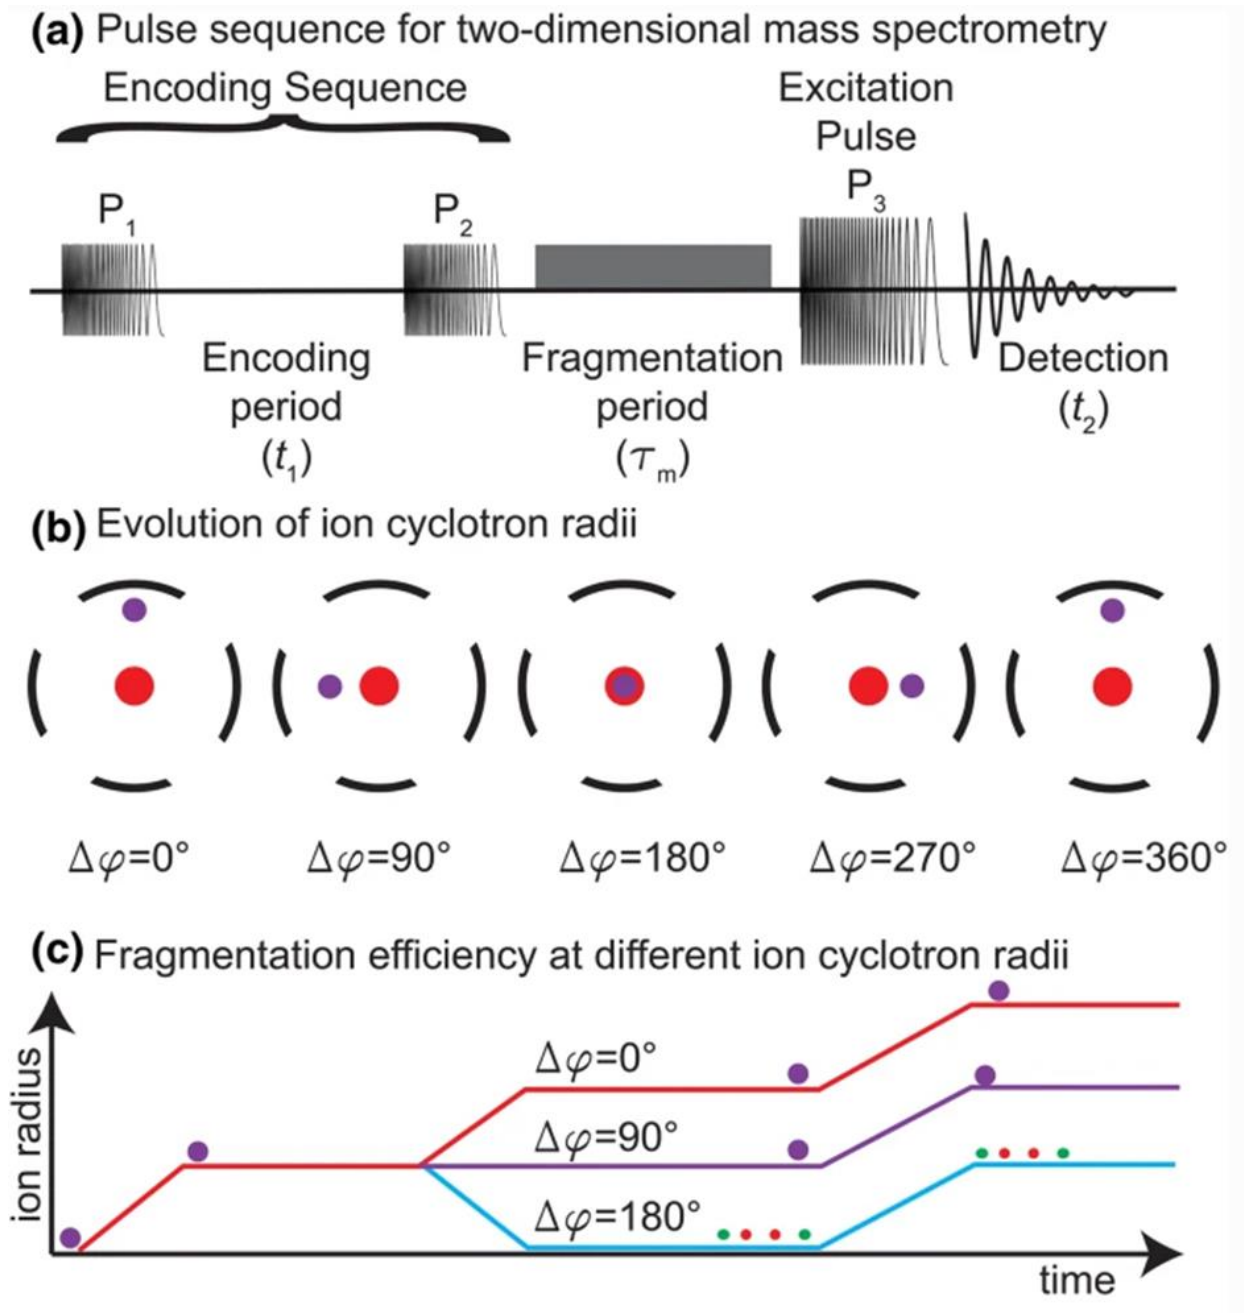 (a) Pulse sequence for two-dimensional mass spectrometry
Encoding Sequence
Excitation
Pulse
P₁
P₂
P₃
Encoding
period
(t₁)
Fragmentation
period
(τₘ)
Detection
(t₂)
(b) Evolution of ion cyclotron radii
Δφ=0°
Δφ=90°
Δφ=180°
Δφ=270°
Δφ=360°
(c) Fragmentation efficiency at different ion cyclotron radii
ion radius
Δφ=0°
Δφ=90°
Δφ=180°
time